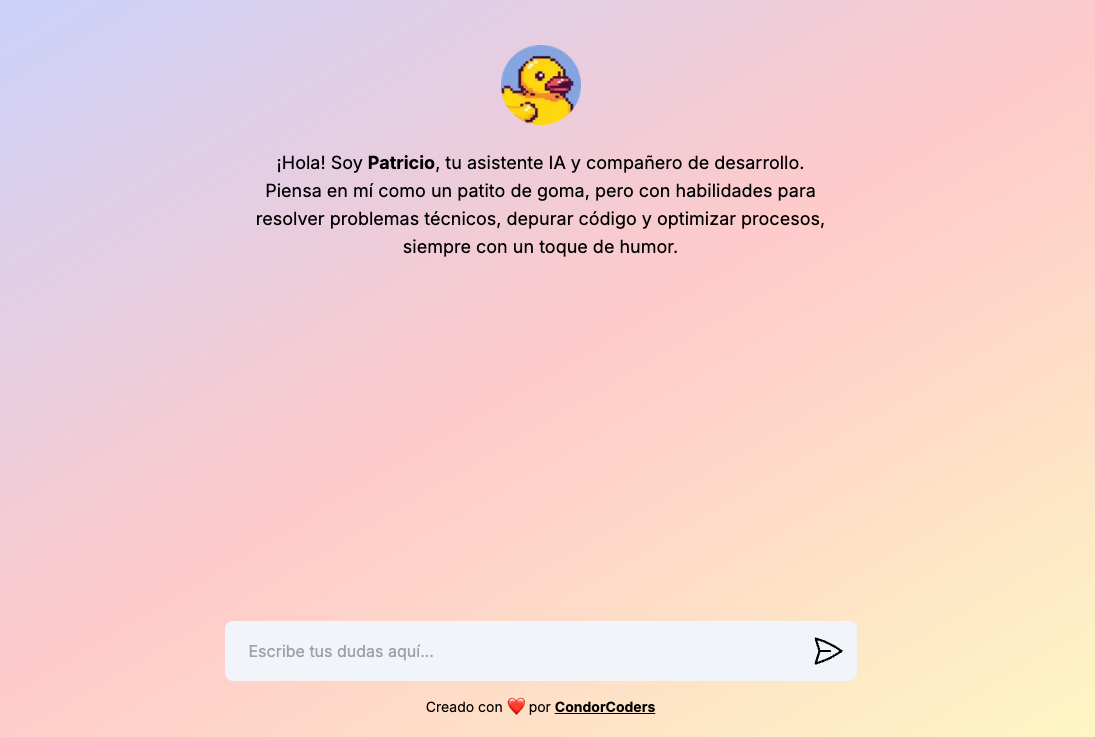 ¡Hola! Soy Patricio, tu asistente IA y compañero de desarrollo.
Piensa en mí como un patito de goma, pero con habilidades para
resolver problemas técnicos, depurar código y optimizar procesos,
siempre con un toque de humor.
Escribe tus dudas aquí...
Creado con ❤️ por CondorCoders